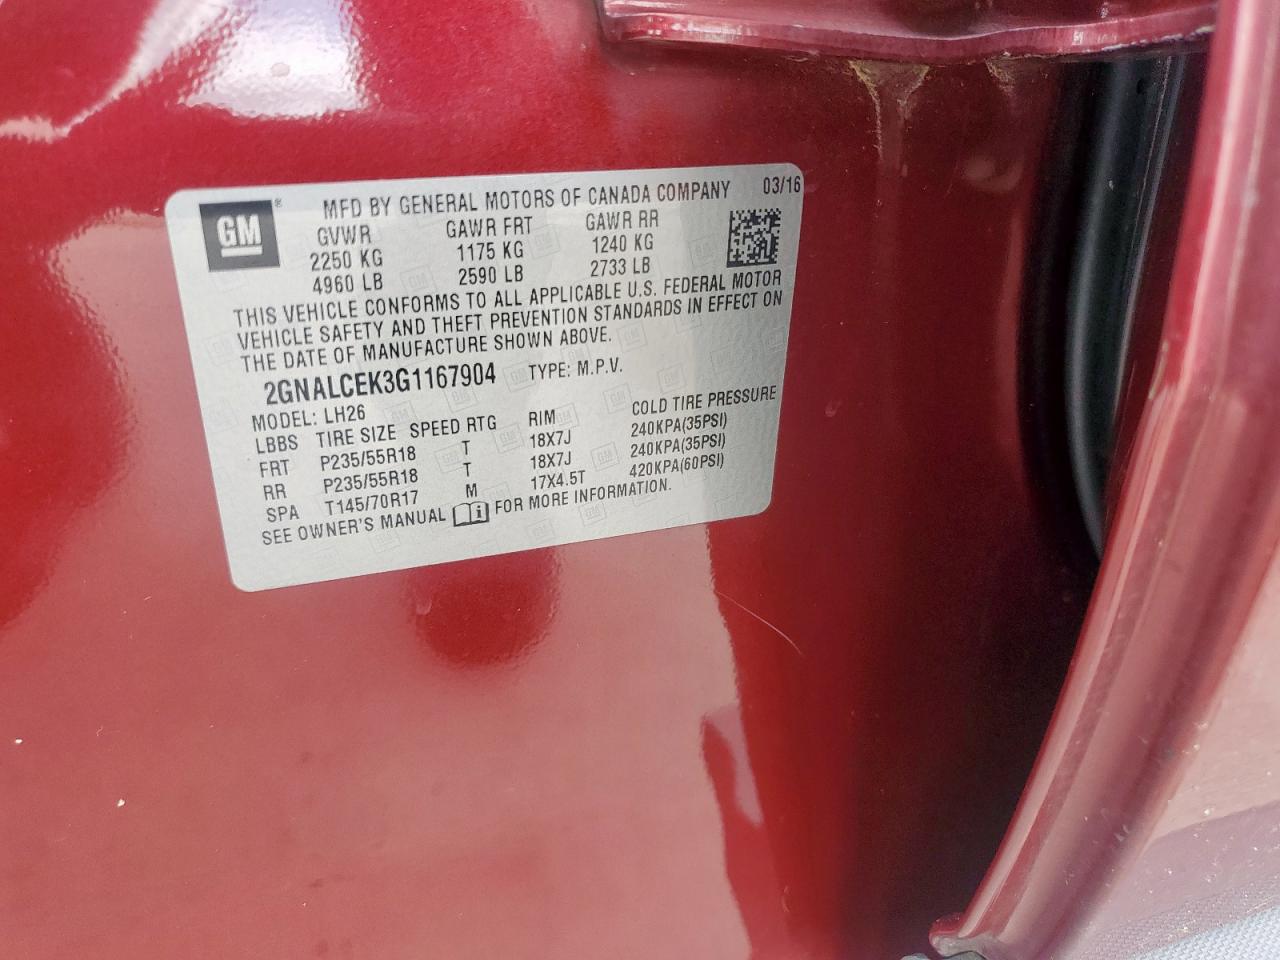 GM®
MFD BY GENERAL MOTORS OF CANADA COMPANY 03/16
GVWR GAWR FRT GAWR RR
2250 KG 1175 KG 1240 KG
4960 LB 2590 LB 2733 LB
THIS VEHICLE CONFORMS TO ALL APPLICABLE U.S. FEDERAL MOTOR
VEHICLE SAFETY AND THEFT PREVENTION STANDARDS IN EFFECT ON
THE DATE OF MANUFACTURE SHOWN ABOVE.
2GNALCEK3G1167904 TYPE: M.P.V.
MODEL: LH26
LBBS TIRE SIZE SPEED RTG RIM COLD TIRE PRESSURE
FRT P235/55R18 T 18X7J 240KPA(35PSI)
RR P235/55R18 T 18X7J 240KPA(35PSI)
SPA T145/70R17 M 17X4.5T 420KPA(60PSI)
SEE OWNER'S MANUAL FOR MORE INFORMATION.